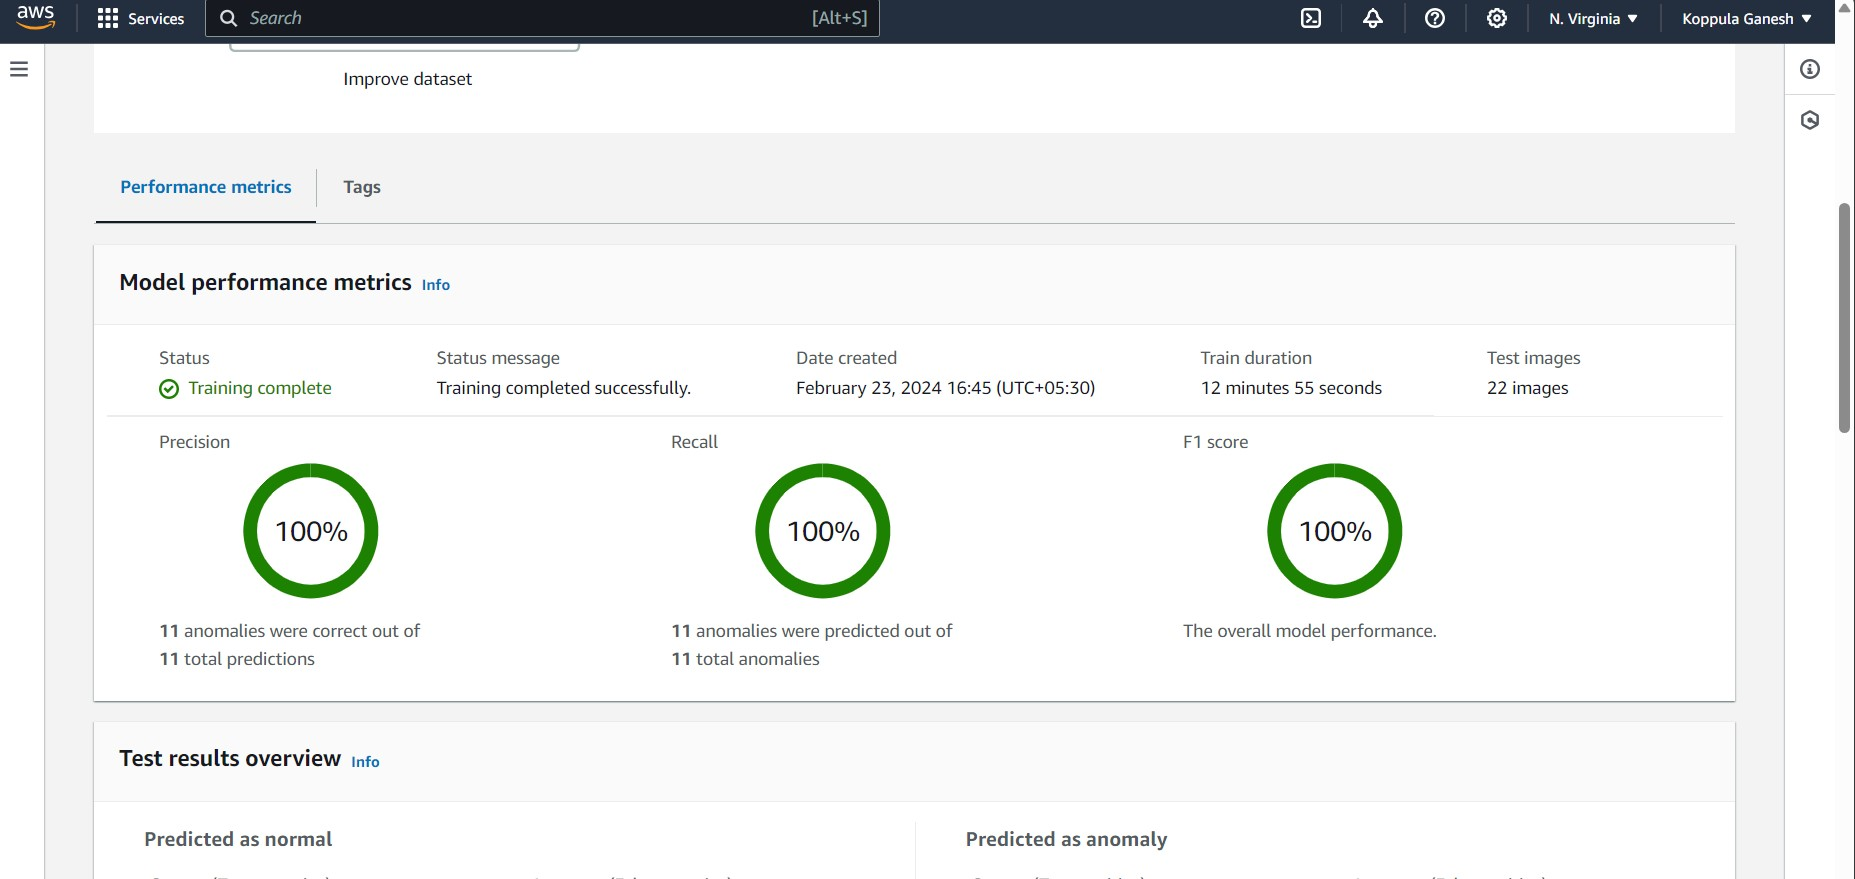 aws Services Search [Alt+S] N. Virginia Koppula Ganesh
Improve dataset
Performance metrics Tags
Model performance metrics Info
Status Status message Date created Train duration Test images
Training complete Training completed successfully. February 23, 2024 16:45 (UTC+05:30) 12 minutes 55 seconds 22 images
Precision Recall F1 score
100% 100% 100%
11 anomalies were correct out of 11 anomalies were predicted out of The overall model performance.
11 total predictions 11 total anomalies
Test results overview Info
Predicted as normal Predicted as anomaly